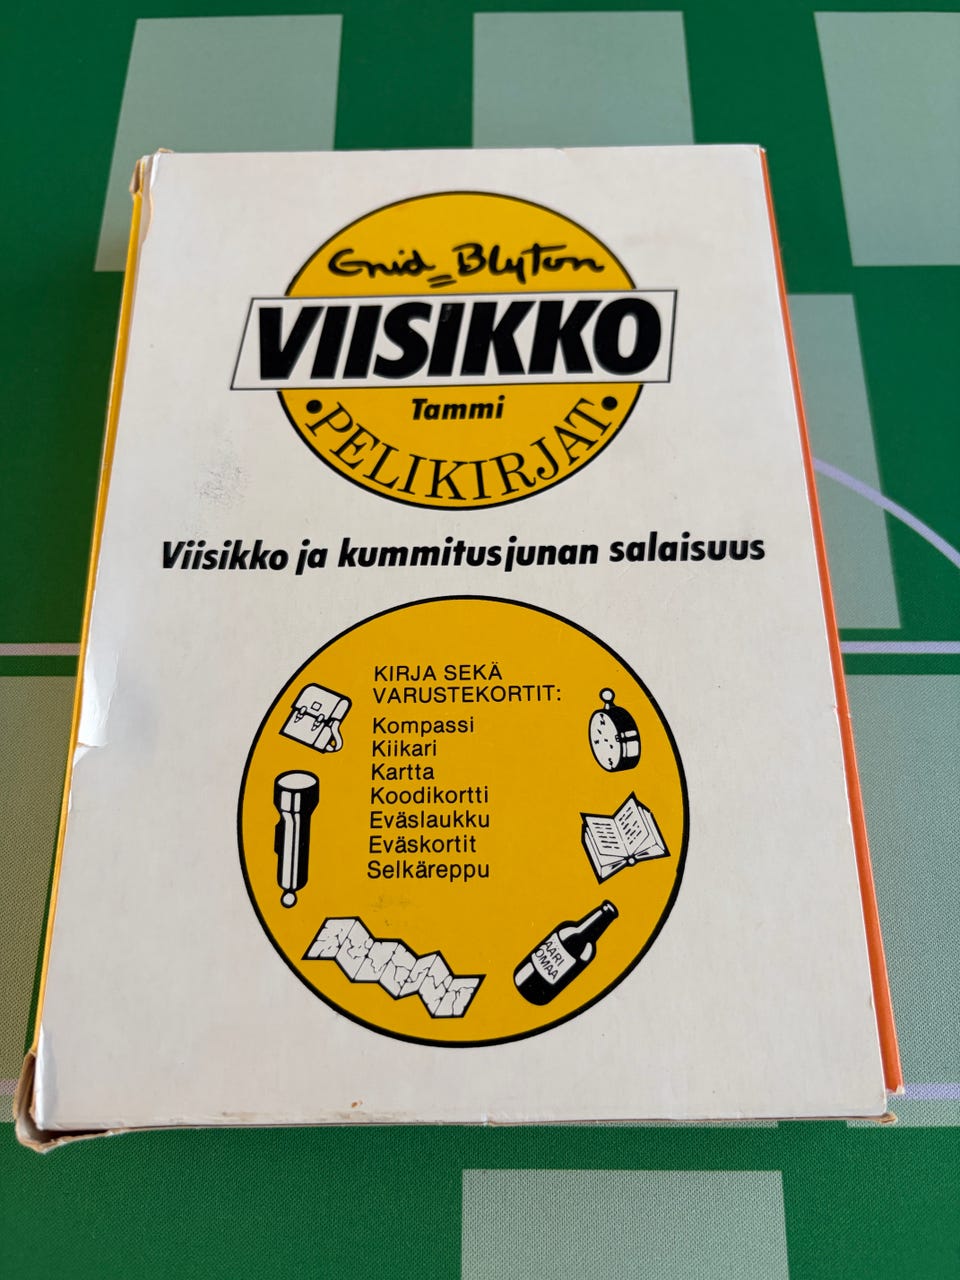 Enid Blyton
VIISIKKO
Tammi
•PELIKIRJAT•
Viisikko ja kummitusjunan salaisuus
KIRJA SEKÄ
VARUSTEKORTIT:
Kompassi
Kiikari
Kartta
Koodikortti
Eväslaukku
Eväskortit
Selkäreppu